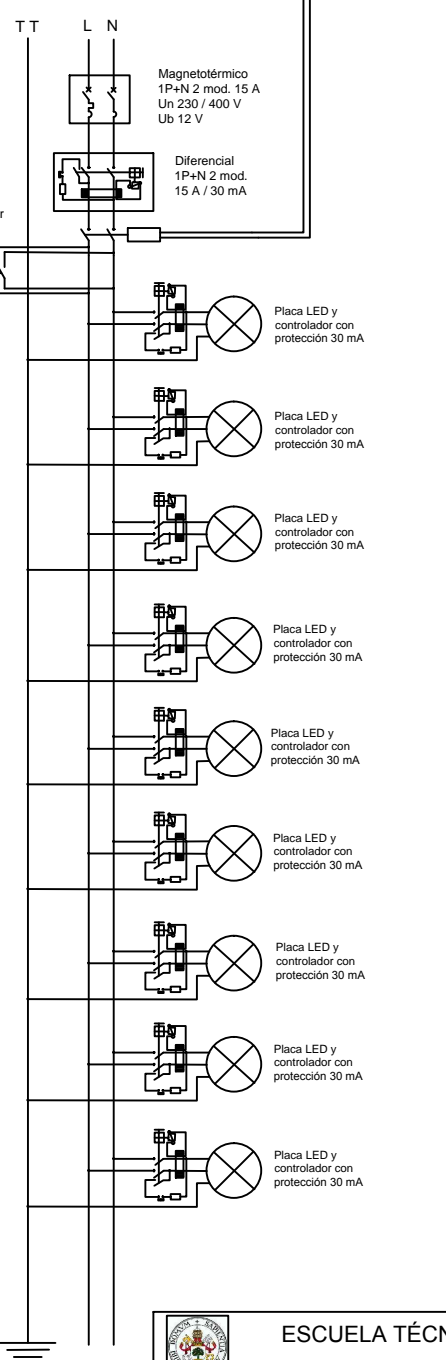 TT L N
Magnetotérmico
1P+N 2 mod. 15 A
Un 230 / 400 V
Ub 12 V
Diferencial
1P+N 2 mod.
15 A / 30 mA
r
Placa LED y
controlador con
protección 30 mA
Placa LED y
controlador con
protección 30 mA
Placa LED y
controlador con
protección 30 mA
Placa LED y
controlador con
protección 30 mA
Placa LED y
controlador con
protección 30 mA
Placa LED y
controlador con
protección 30 mA
Placa LED y
controlador con
protección 30 mA
Placa LED y
controlador con
protección 30 mA
Placa LED y
controlador con
protección 30 mA
ESCUELA TÉCN